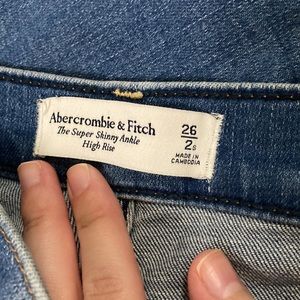 Abercrombie & Fitch
The Super Skinny Ankle
High Rise
26
2s
MADE IN
CAMBODIA